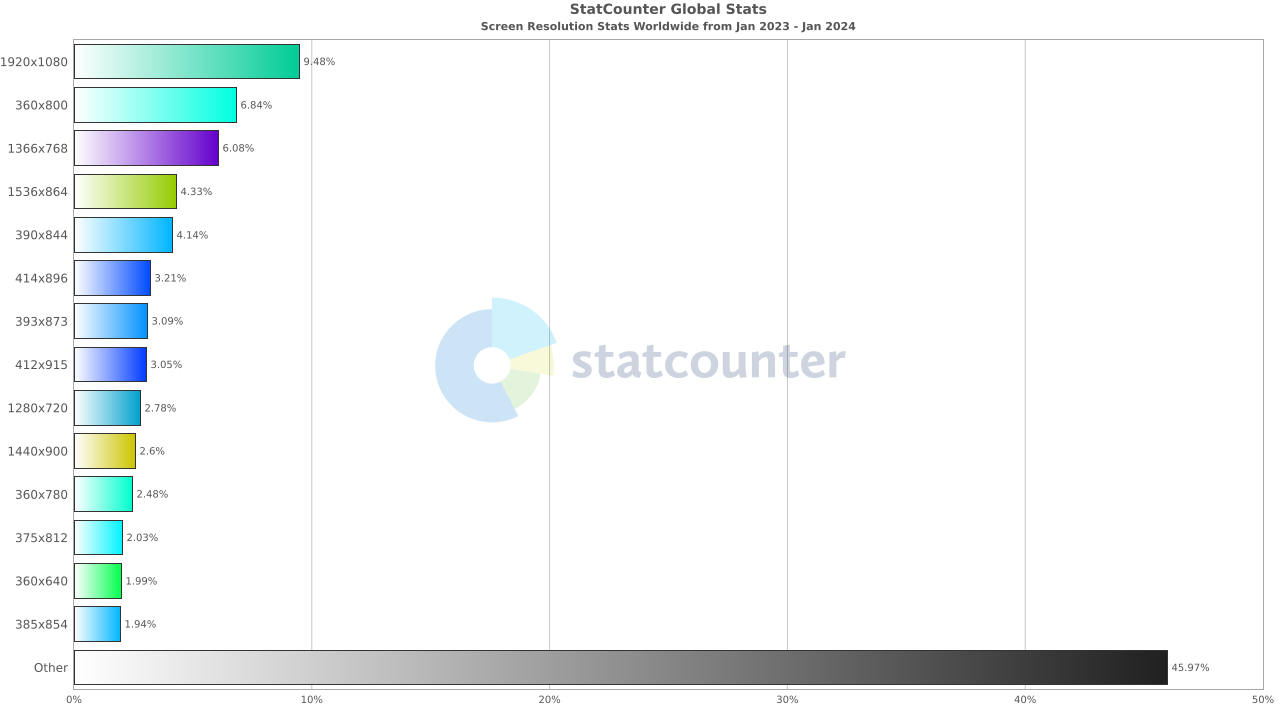 StatCounter Global Stats
Screen Resolution Stats Worldwide from Jan 2023 - Jan 2024
1920x1080 9.48%
360x800 6.84%
1366x768 6.08%
1536x864 4.33%
390x844 4.14%
414x896 3.21%
393x873 3.09%
statcounter
412x915 3.05%
1280x720 2.78%
1440x900 2.6%
360x780 2.48%
375x812 2.03%
360x640 1.99%
385x854 1.94%
Other 45.97%
0% 10% 20% 30% 40% 50%